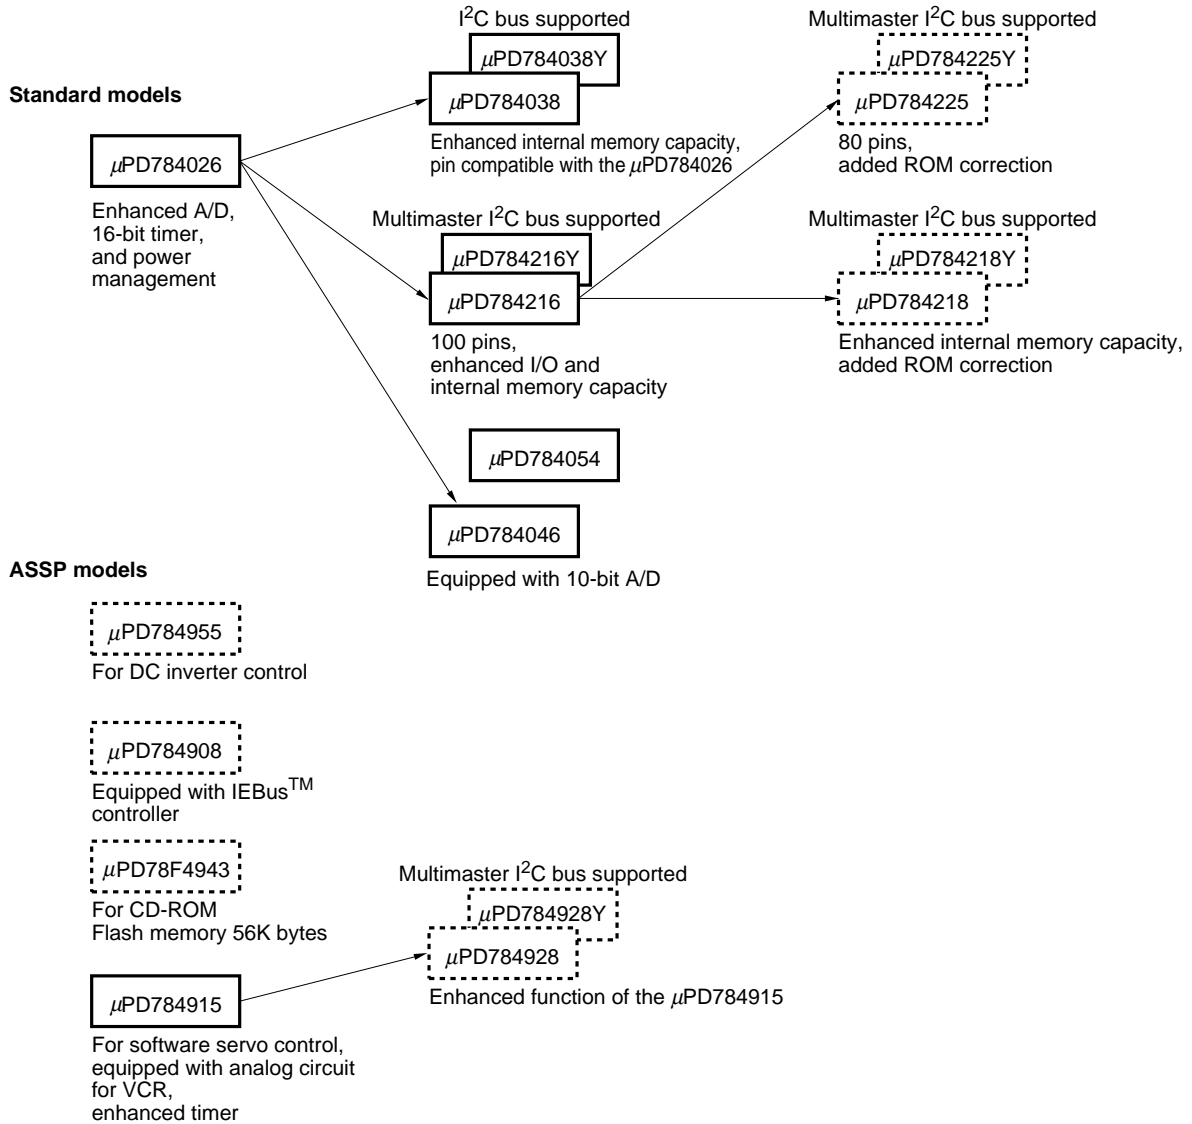 I²C bus supported
μPD784038Y
μPD784038
Enhanced internal memory capacity,
pin compatible with the μPD784026
Multimaster I²C bus supported
μPD784225Y
μPD784225
80 pins,
added ROM correction
Standard models
μPD784026
Enhanced A/D,
16-bit timer,
and power
management
Multimaster I²C bus supported
μPD784216Y
μPD784216
100 pins,
enhanced I/O and
internal memory capacity
Multimaster I²C bus supported
μPD784218Y
μPD784218
Enhanced internal memory capacity,
added ROM correction
μPD784054
μPD784046
Equipped with 10-bit A/D
ASSP models
μPD784955
For DC inverter control
μPD784908
Equipped with IEBus™
controller
μPD78F4943
For CD-ROM
Flash memory 56K bytes
Multimaster I²C bus supported
μPD784928Y
μPD784928
Enhanced function of the μPD784915
μPD784915
For software servo control,
equipped with analog circuit
for VCR,
enhanced timer